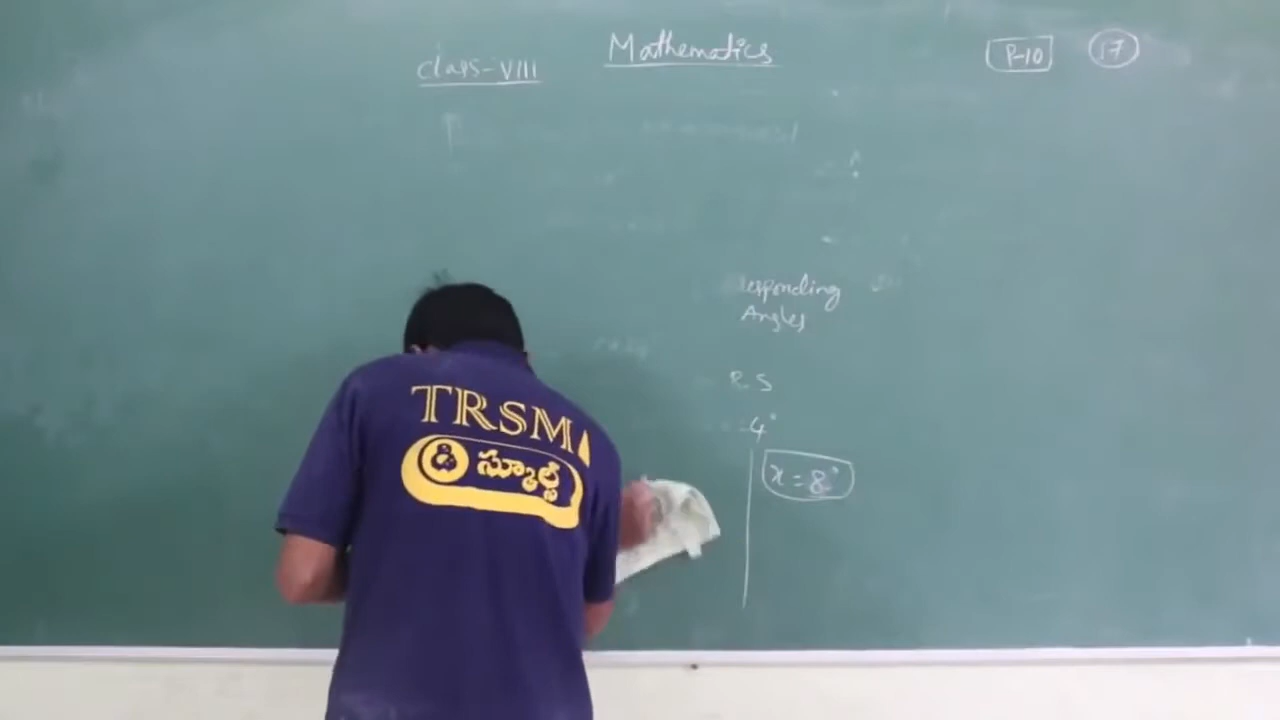 Mathematics
class-VIII
P-10
17
esponding
Angles
R S
4°
x = 8°
TRSMA
ది స్కూల్స్